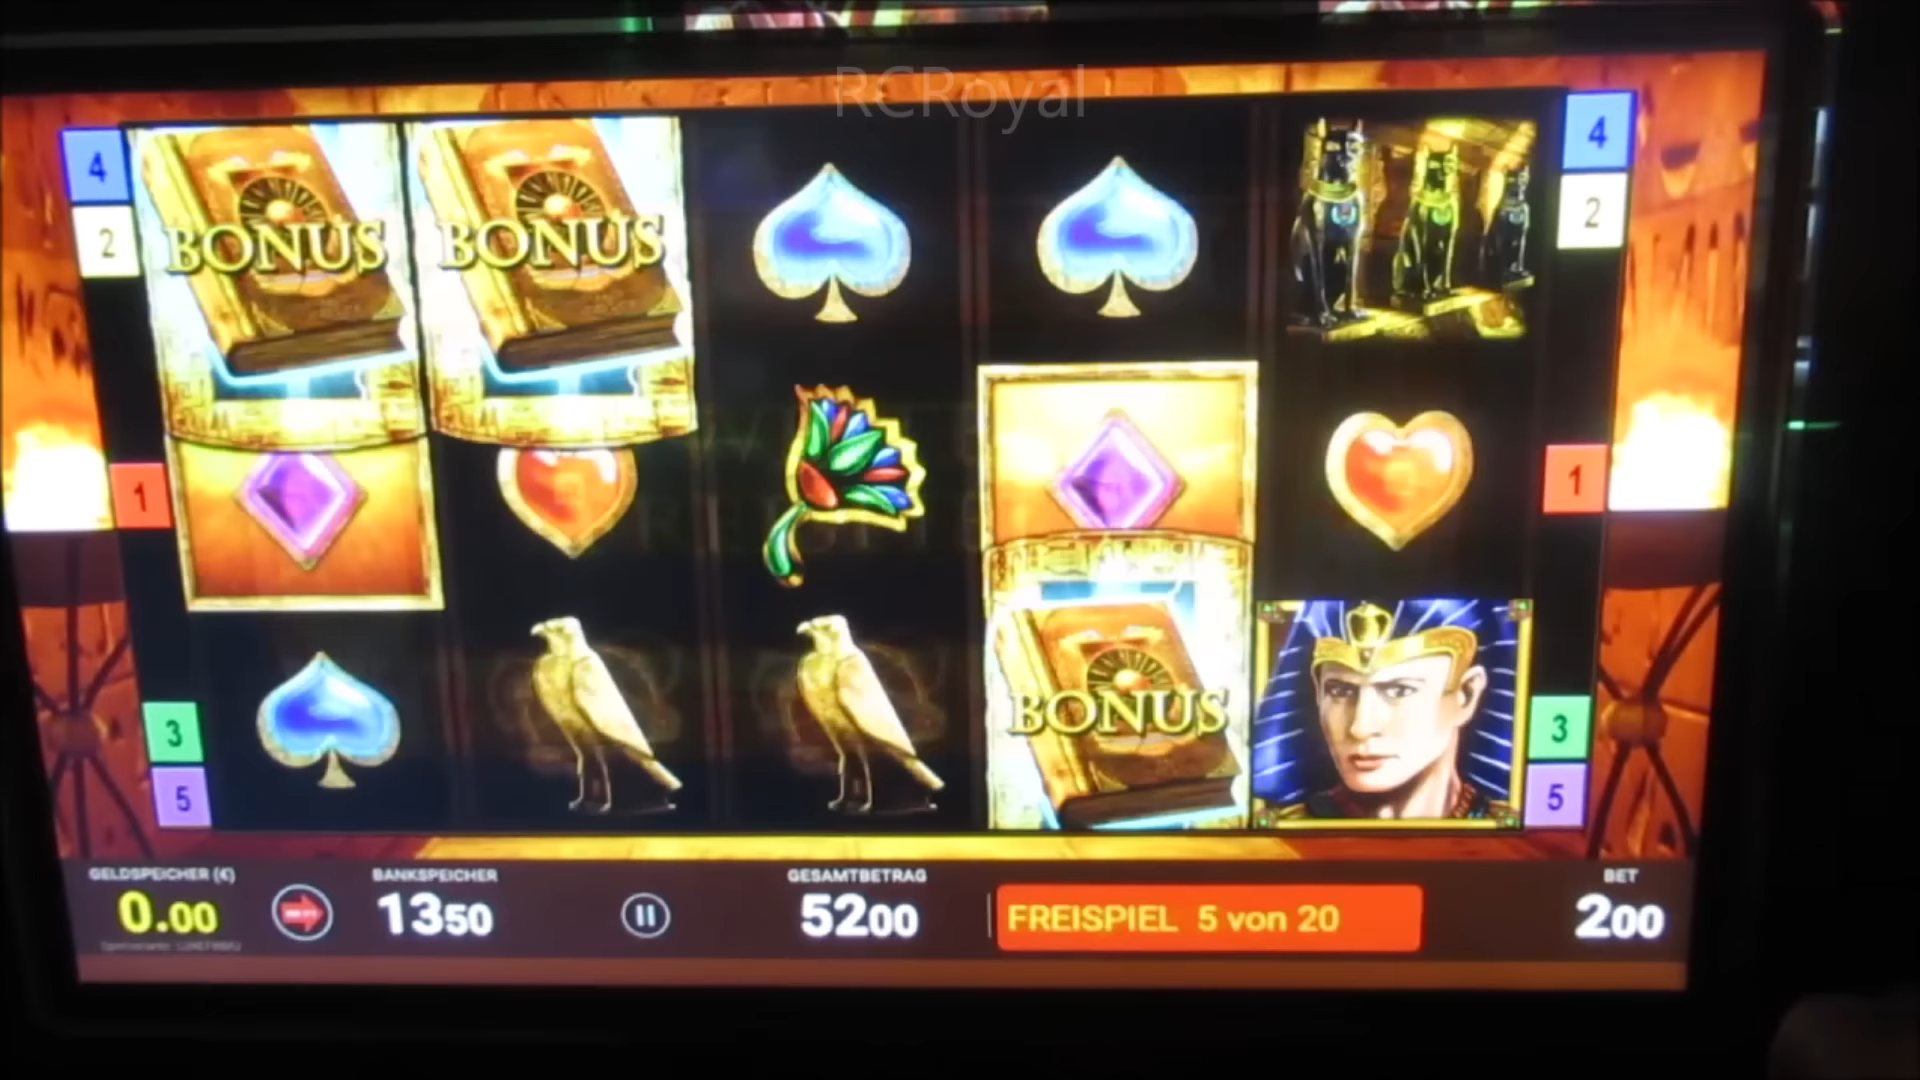 RCRoyal
4
BONUS
BONUS
4
2
2
1
1
BONUS
3
3
5
5
GELDSPEICHER (€)
BANKSPEICHER
GESAMTBETRAG
BET
0.00
1350
5200
FREISPIEL 5 von 20
200